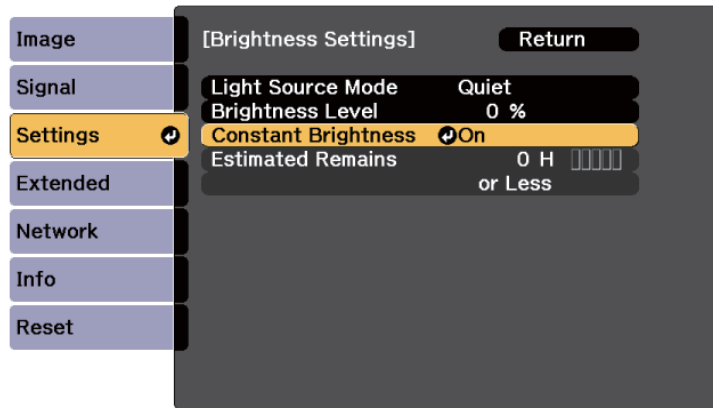 Image
Signal
Settings
Extended
Network
Info
Reset
[Brightness Settings] Return
Light Source Mode Quiet
Brightness Level 0 %
Constant Brightness On
Estimated Remains 0 H
or Less